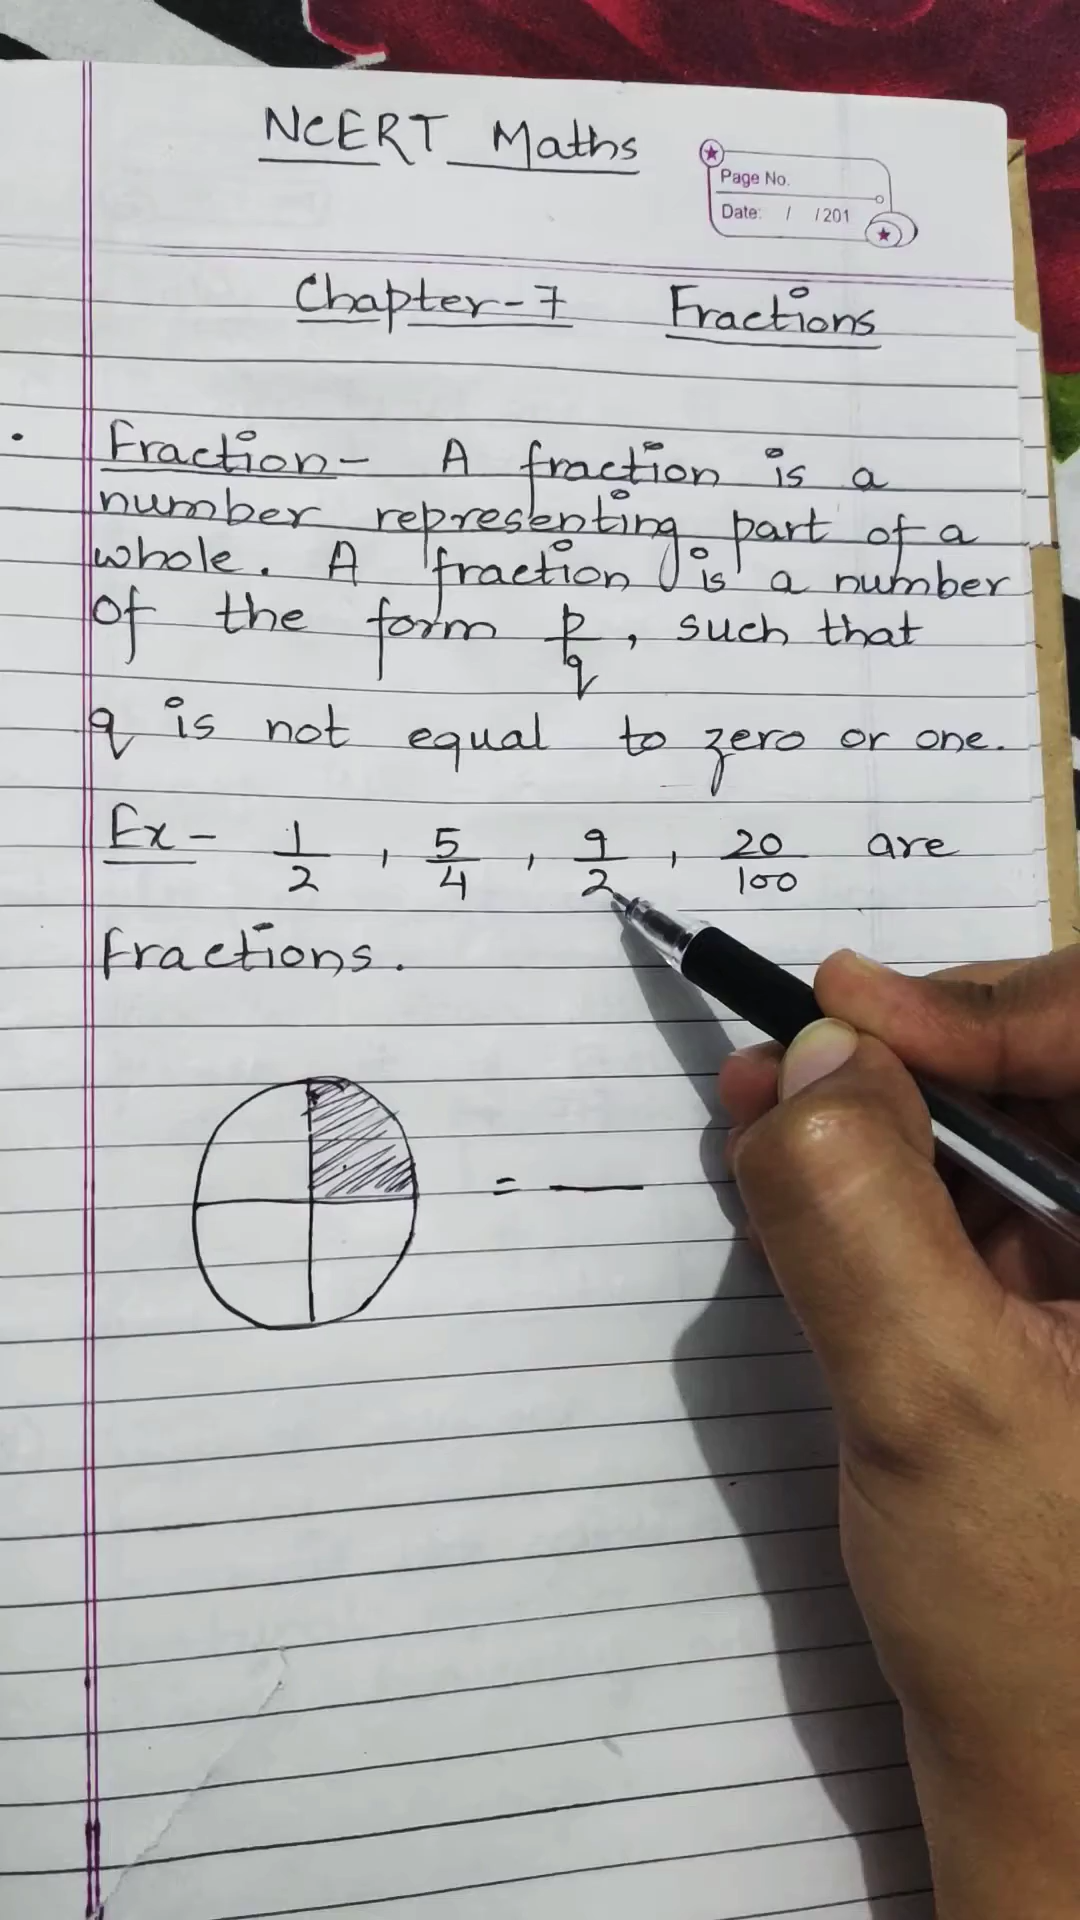 NCERT Maths
Page No.
Date: / /201
Chapter-7 Fractions
Fraction- A fraction is a
number representing part of a
whole. A fraction is a number
of the form p/q, such that
q is not equal to zero or one.
Ex- 1/2, 5/4, 9/2, 20/100 are
fractions.
= —